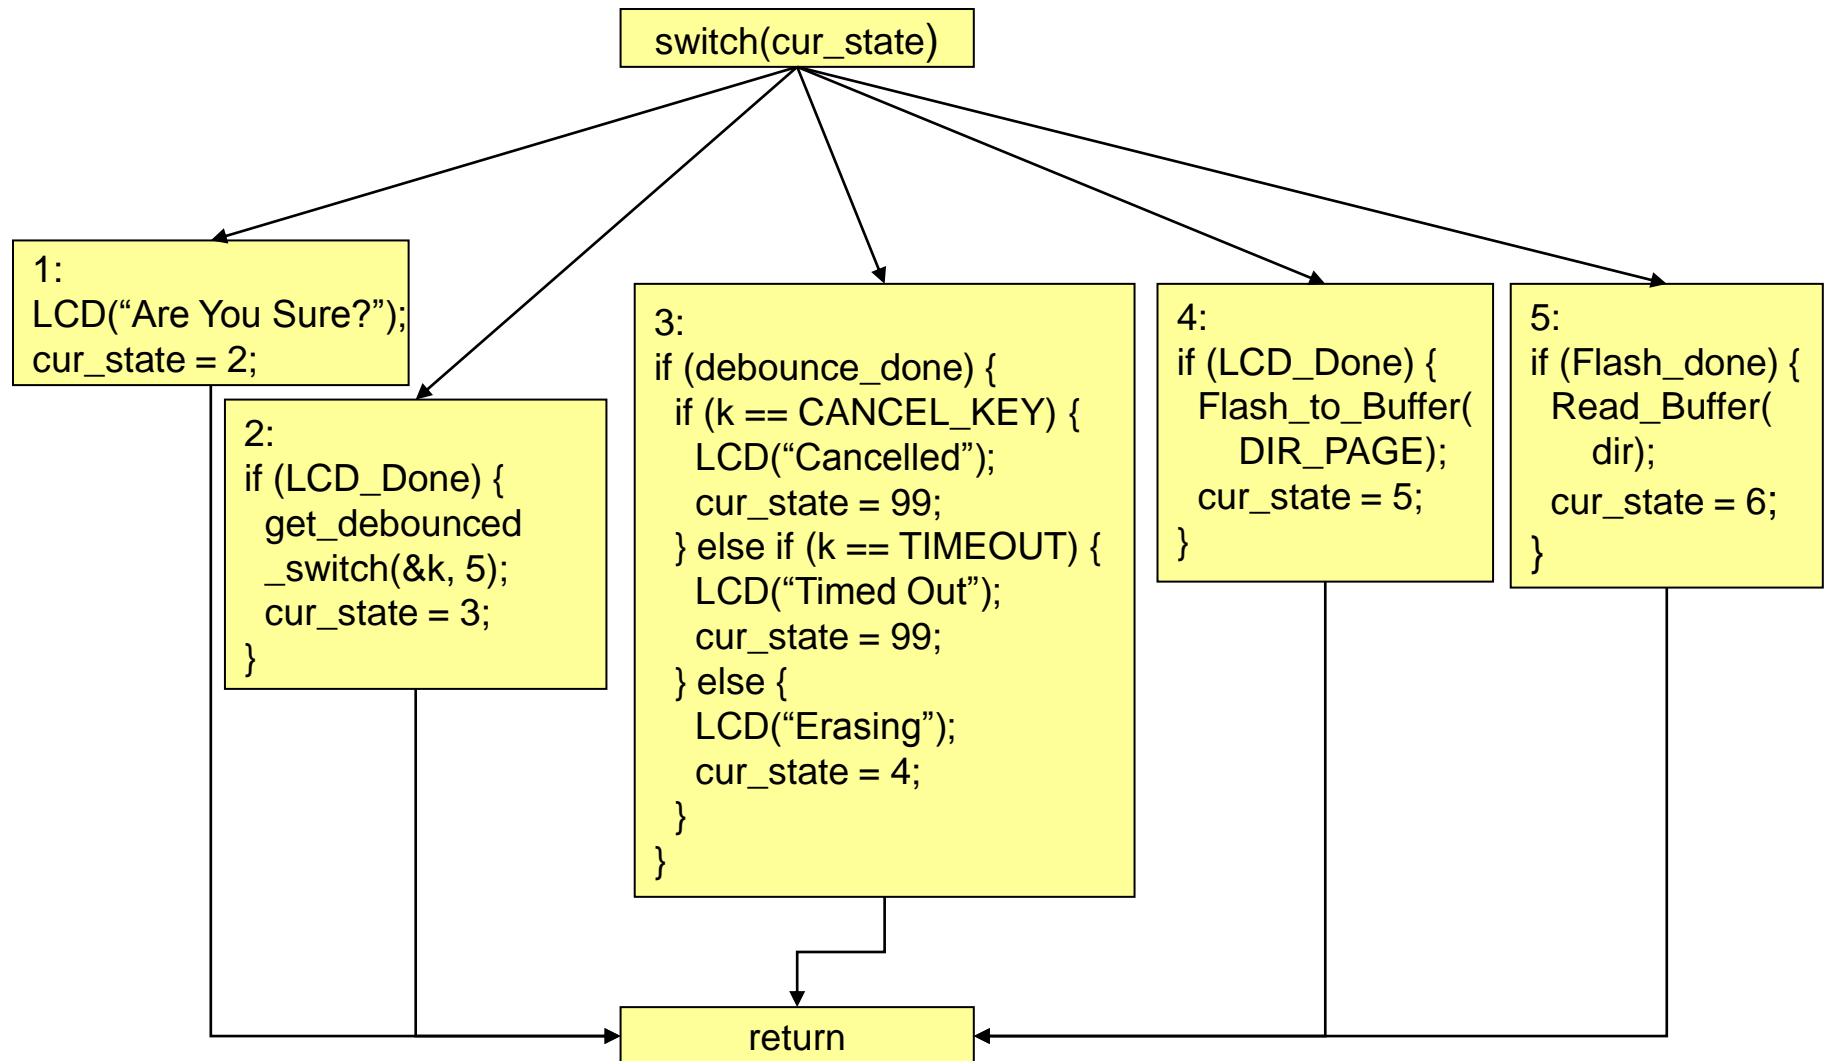 switch(cur_state)
1:
LCD(“Are You Sure?”);
cur_state = 2;
2:
if (LCD_Done) {
get_debounced
_switch(&k, 5);
cur_state = 3;
}
3:
if (debounce_done) {
if (k == CANCEL_KEY) {
LCD(“Cancelled”);
cur_state = 99;
} else if (k == TIMEOUT) {
LCD(“Timed Out”);
cur_state = 99;
} else {
LCD(“Erasing”);
cur_state = 4;
}
}
4:
if (LCD_Done) {
Flash_to_Buffer(
DIR_PAGE);
cur_state = 5;
}
5:
if (Flash_done) {
Read_Buffer(
dir);
cur_state = 6;
}
return